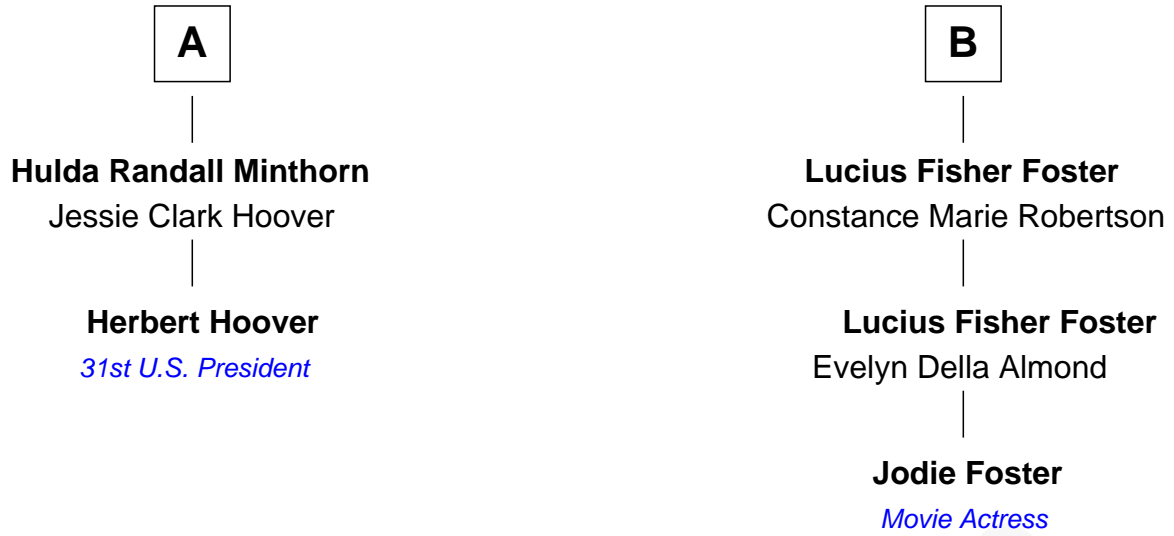 A
B
Hulda Randall Minthorn
Jessie Clark Hoover
Lucius Fisher Foster
Constance Marie Robertson
Herbert Hoover
31st U.S. President
Lucius Fisher Foster
Evelyn Della Almond
Jodie Foster
Movie Actress